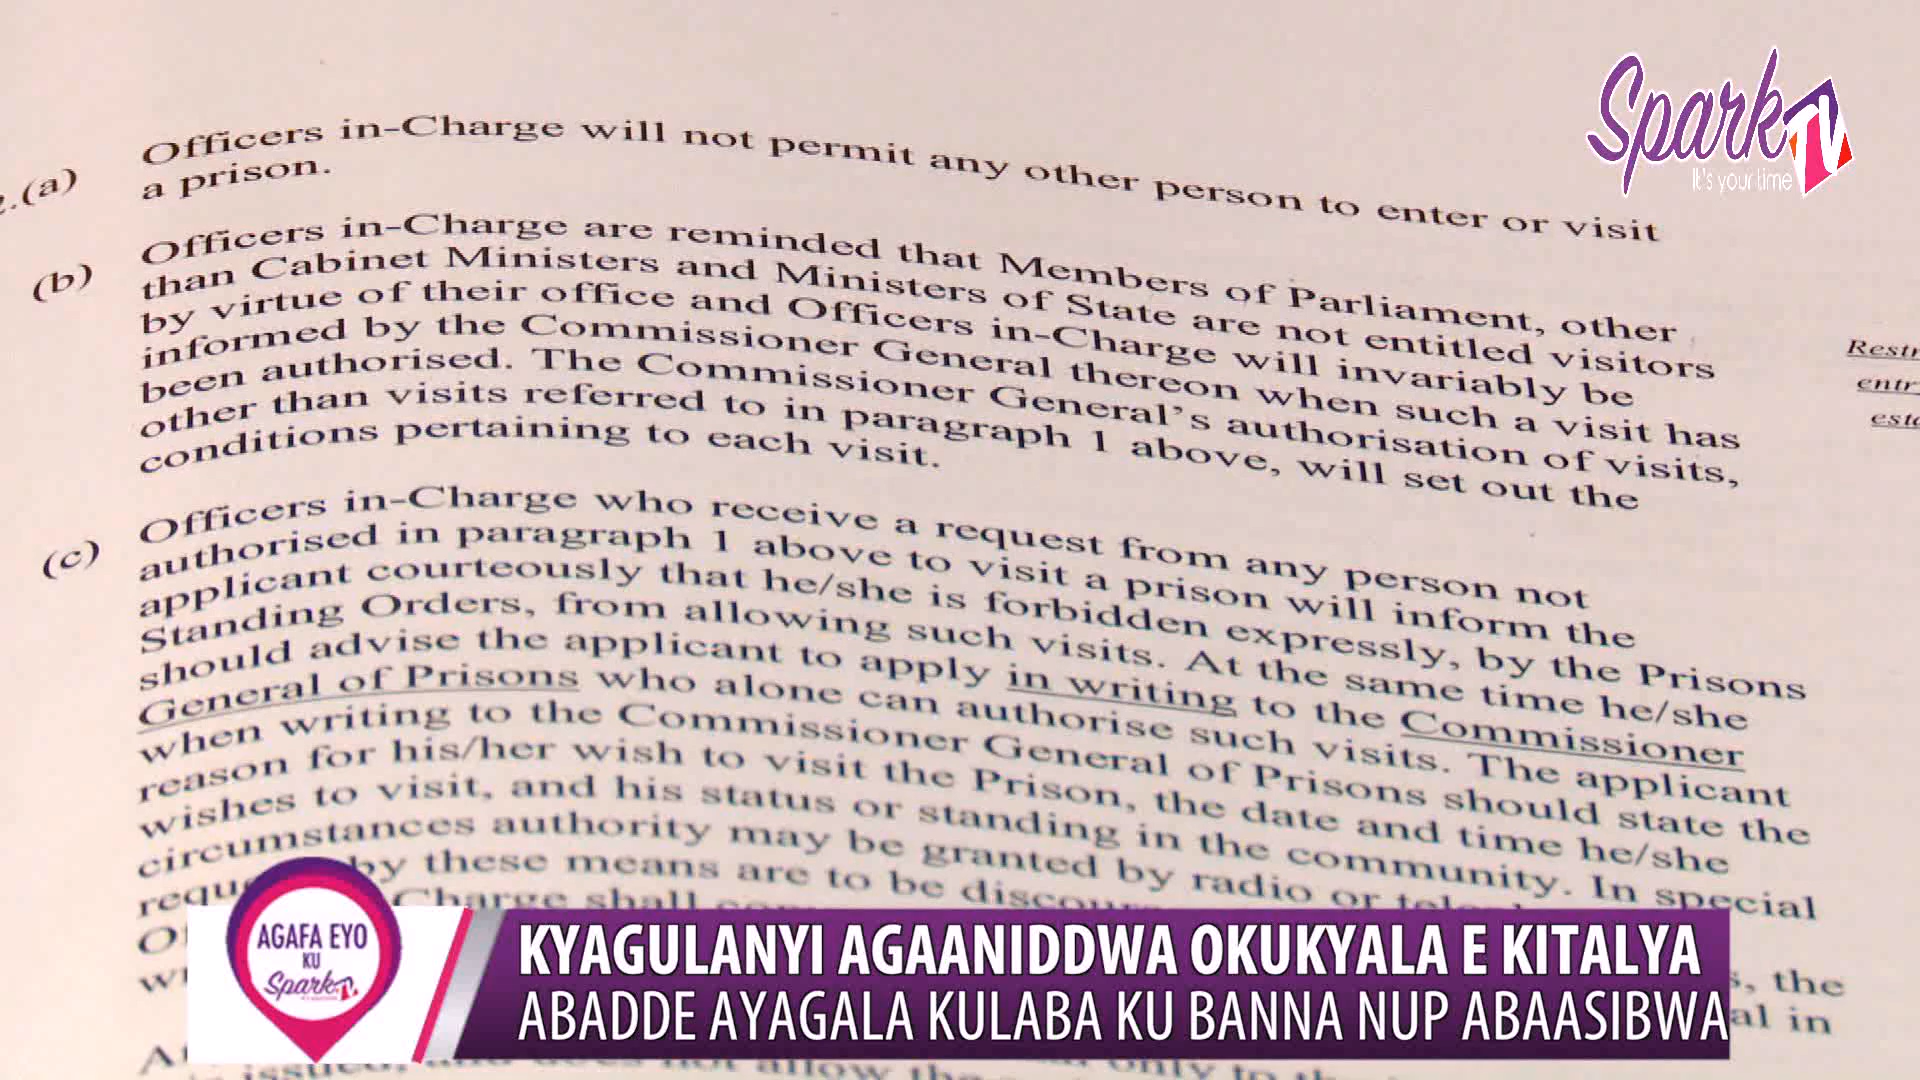 Spark TV
It's your time
(a) Officers in-Charge will not permit any other person to enter or visit
a prison.
(b) Officers in-Charge are reminded that Members of Parliament, other
than Cabinet Ministers and Ministers of State are not entitled visitors
by virtue of their office and Officers in-Charge will invariably be
informed by the Commissioner General thereon when such a visit has
been authorised. The Commissioner General's authorisation of visits,
other than visits referred to in paragraph 1 above, will set out the
conditions pertaining to each visit.
Restr
entry
esta
(c) Officers in-Charge who receive a request from any person not
authorised in paragraph 1 above to visit a prison will inform the
applicant courteously that he/she is forbidden expressly, by the Prisons
Standing Orders, from allowing such visits. At the same time he/she
should advise the applicant to apply in writing to the Commissioner
General of Prisons who alone can authorise such visits. The applicant
when writing to the Commissioner General of Prisons should state the
reason for his/her wish to visit the Prison, the date and time he/she
wishes to visit, and his status or standing in the community. In special
circumstances authority may be granted by radio or
by these means are to be
Charge shall
the
in
not allow the only to
AGAFA EYO
KU
Spark TV
KYAGULANYI AGAANIDDWA OKUKYALA E KITALYA
ABADDE AYAGALA KULABA KU BANNA NUP ABAASIBWA